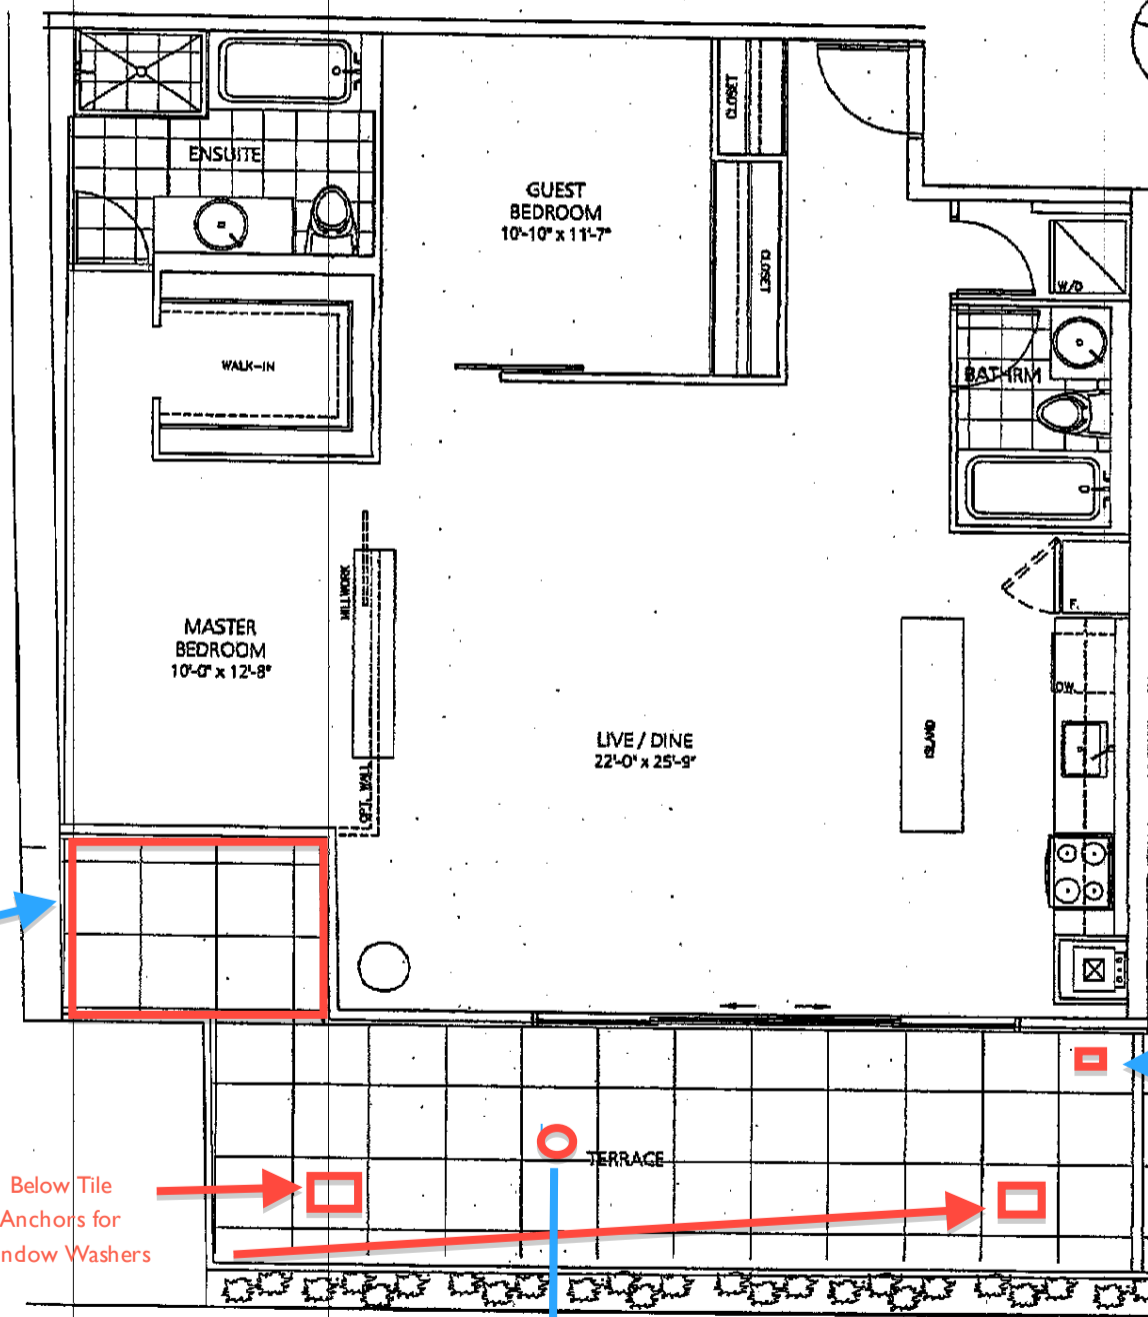 ENSUITE
CLOSET
GUEST
BEDROOM
10'-10" x 11'-7"
CLOSET
W/D
WALK-IN
BATHRM
MILLWORK
F.
MASTER
BEDROOM
10'-0" x 12'-8"
DW.
LIVE / DINE
22'-0" x 25'-9"
ISLAND
OPT. WALL
TERRACE
Below Tile
Anchors for
ndow Washers